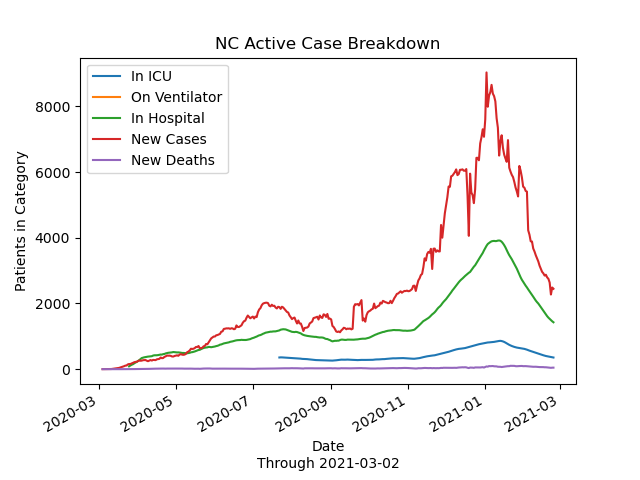 NC Active Case Breakdown
In ICU
On Ventilator
In Hospital
New Cases
New Deaths
Patients in Category
8000
6000
4000
2000
0
2020-03
2020-05
2020-07
2020-09
2020-11
2021-01
2021-03
Date
Through 2021-03-02